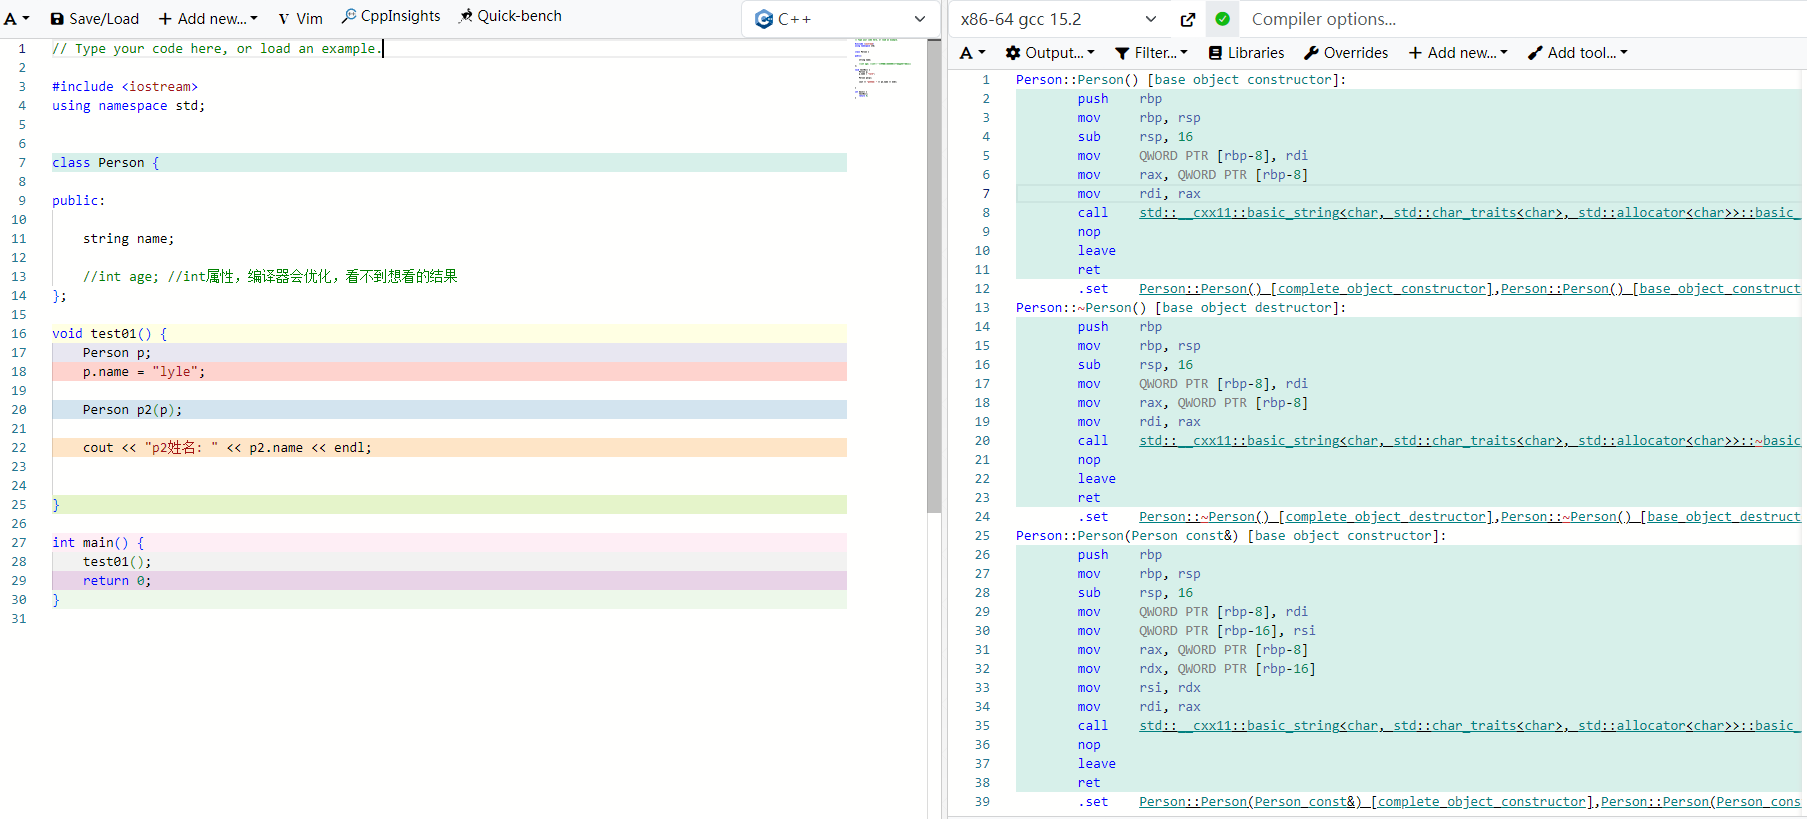 A Save/Load + Add new... Vim CppInsights Quick-bench C++
1 // Type your code here, or load an example.
2
3 #include <iostream>
4 using namespace std;
5
6
7 class Person {
8
9 public:
10
11 string name;
12
13 //int age; //int属性，编译器会优化，看不到想看的结果
14 };
15
16 void test01() {
17 Person p;
18 p.name = "lyle";
19
20 Person p2(p);
21
22 cout << "p2姓名：" << p2.name << endl;
23
24
25 }
26
27 int main() {
28 test01();
29 return 0;
30 }
31
x86-64 gcc 15.2 Compiler options...
A Output... Filter... Libraries Overrides + Add new... Add tool...
1 Person::Person() [base object constructor]:
2 push rbp
3 mov rbp, rsp
4 sub rsp, 16
5 mov QWORD PTR [rbp-8], rdi
6 mov rax, QWORD PTR [rbp-8]
7 mov rdi, rax
8 call std::__cxx11::basic_string<char, std::char_traits<char>, std::allocator<char>>::basic_
9 nop
10 leave
11 ret
12 .set Person::Person() [complete object constructor],Person::Person() [base object construct
13 Person::~Person() [base object destructor]:
14 push rbp
15 mov rbp, rsp
16 sub rsp, 16
17 mov QWORD PTR [rbp-8], rdi
18 mov rax, QWORD PTR [rbp-8]
19 mov rdi, rax
20 call std::__cxx11::basic_string<char, std::char_traits<char>, std::allocator<char>>::~basic
21 nop
22 leave
23 ret
24 .set Person::~Person() [complete object destructor],Person::~Person() [base object destruct
25 Person::Person(Person const&) [base object constructor]:
26 push rbp
27 mov rbp, rsp
28 sub rsp, 16
29 mov QWORD PTR [rbp-8], rdi
30 mov QWORD PTR [rbp-16], rsi
31 mov rax, QWORD PTR [rbp-8]
32 mov rdx, QWORD PTR [rbp-16]
33 mov rsi, rdx
34 mov rdi, rax
35 call std::__cxx11::basic_string<char, std::char_traits<char>, std::allocator<char>>::basic_
36 nop
37 leave
38 ret
39 .set Person::Person(Person const&) [complete object constructor],Person::Person(Person cons